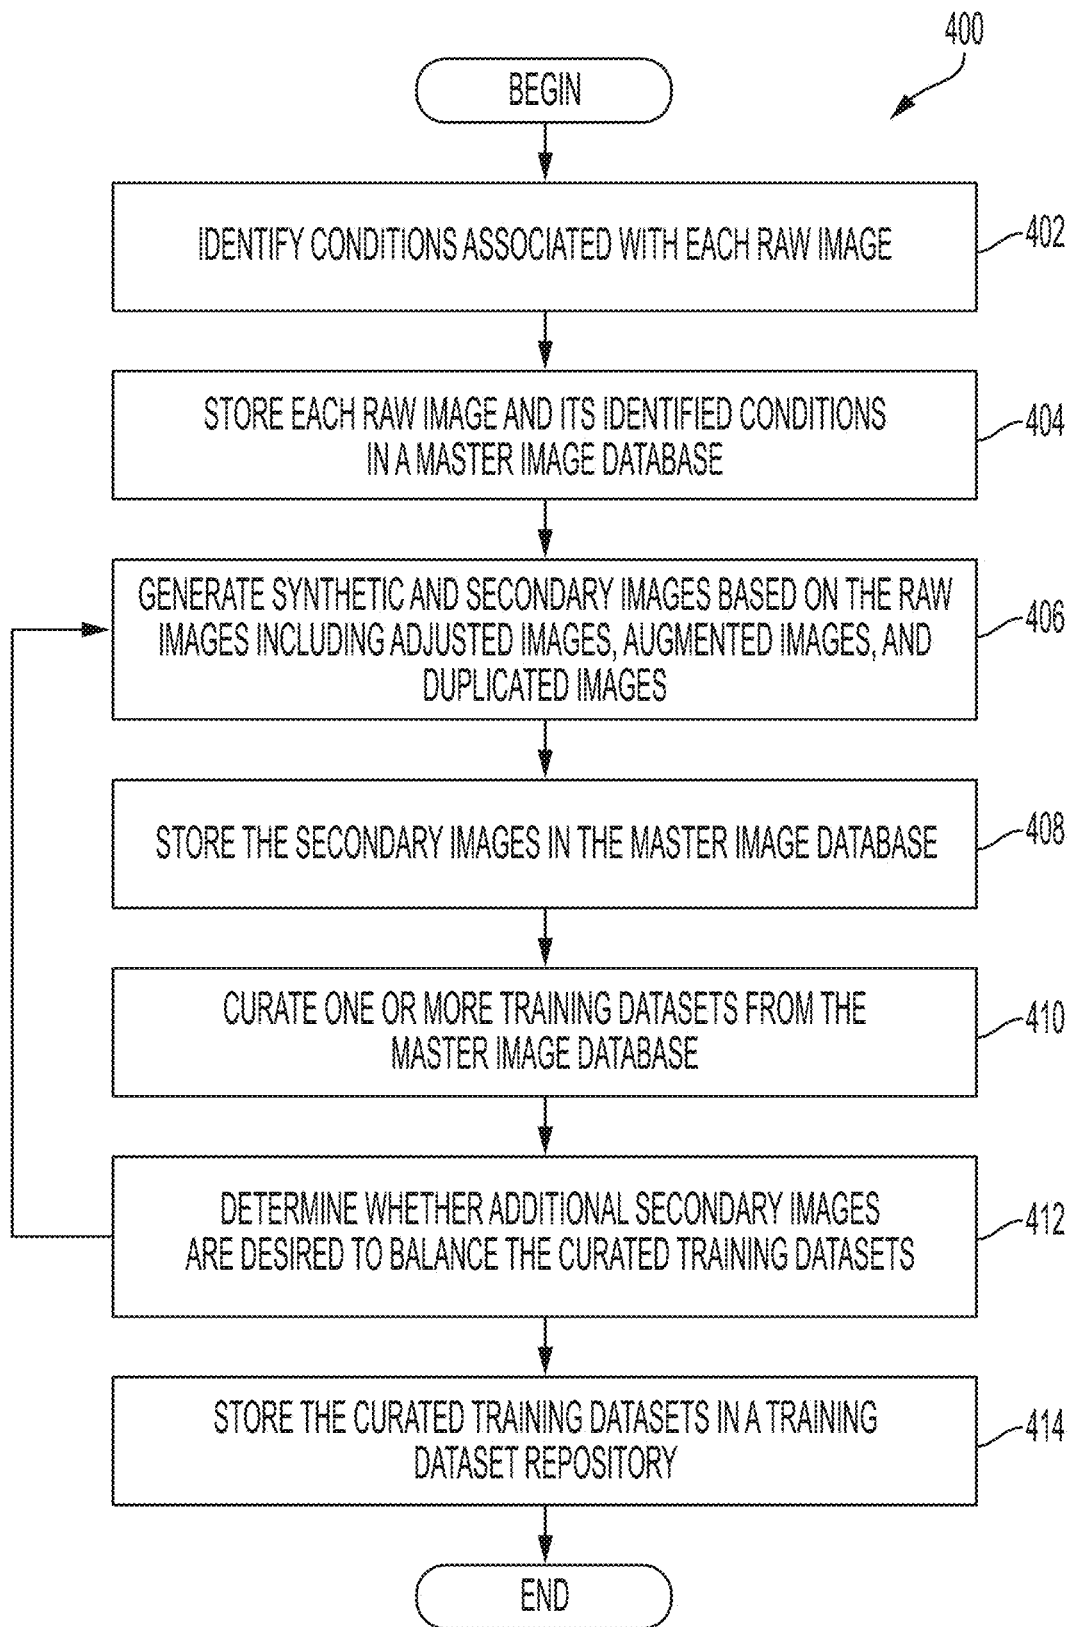 400
BEGIN
IDENTIFY CONDITIONS ASSOCIATED WITH EACH RAW IMAGE
402
STORE EACH RAW IMAGE AND ITS IDENTIFIED CONDITIONS
IN A MASTER IMAGE DATABASE
404
GENERATE SYNTHETIC AND SECONDARY IMAGES BASED ON THE RAW
IMAGES INCLUDING ADJUSTED IMAGES, AUGMENTED IMAGES, AND
DUPLICATED IMAGES
406
STORE THE SECONDARY IMAGES IN THE MASTER IMAGE DATABASE
408
CURATE ONE OR MORE TRAINING DATASETS FROM THE
MASTER IMAGE DATABASE
410
DETERMINE WHETHER ADDITIONAL SECONDARY IMAGES
ARE DESIRED TO BALANCE THE CURATED TRAINING DATASETS
412
STORE THE CURATED TRAINING DATASETS IN A TRAINING
DATASET REPOSITORY
414
END